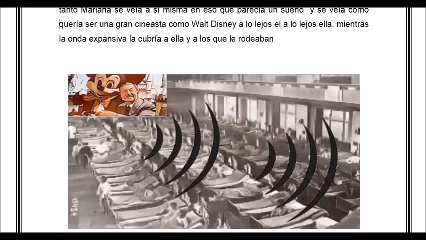 tanto Mariana se veía a sí misma en eso que parecía un sueño y se veía como
quería ser una gran cineasta como Walt Disney a lo lejos el a lo lejos ella. mientras
la onda expansiva la cubría a ella y a los que le rodeaban